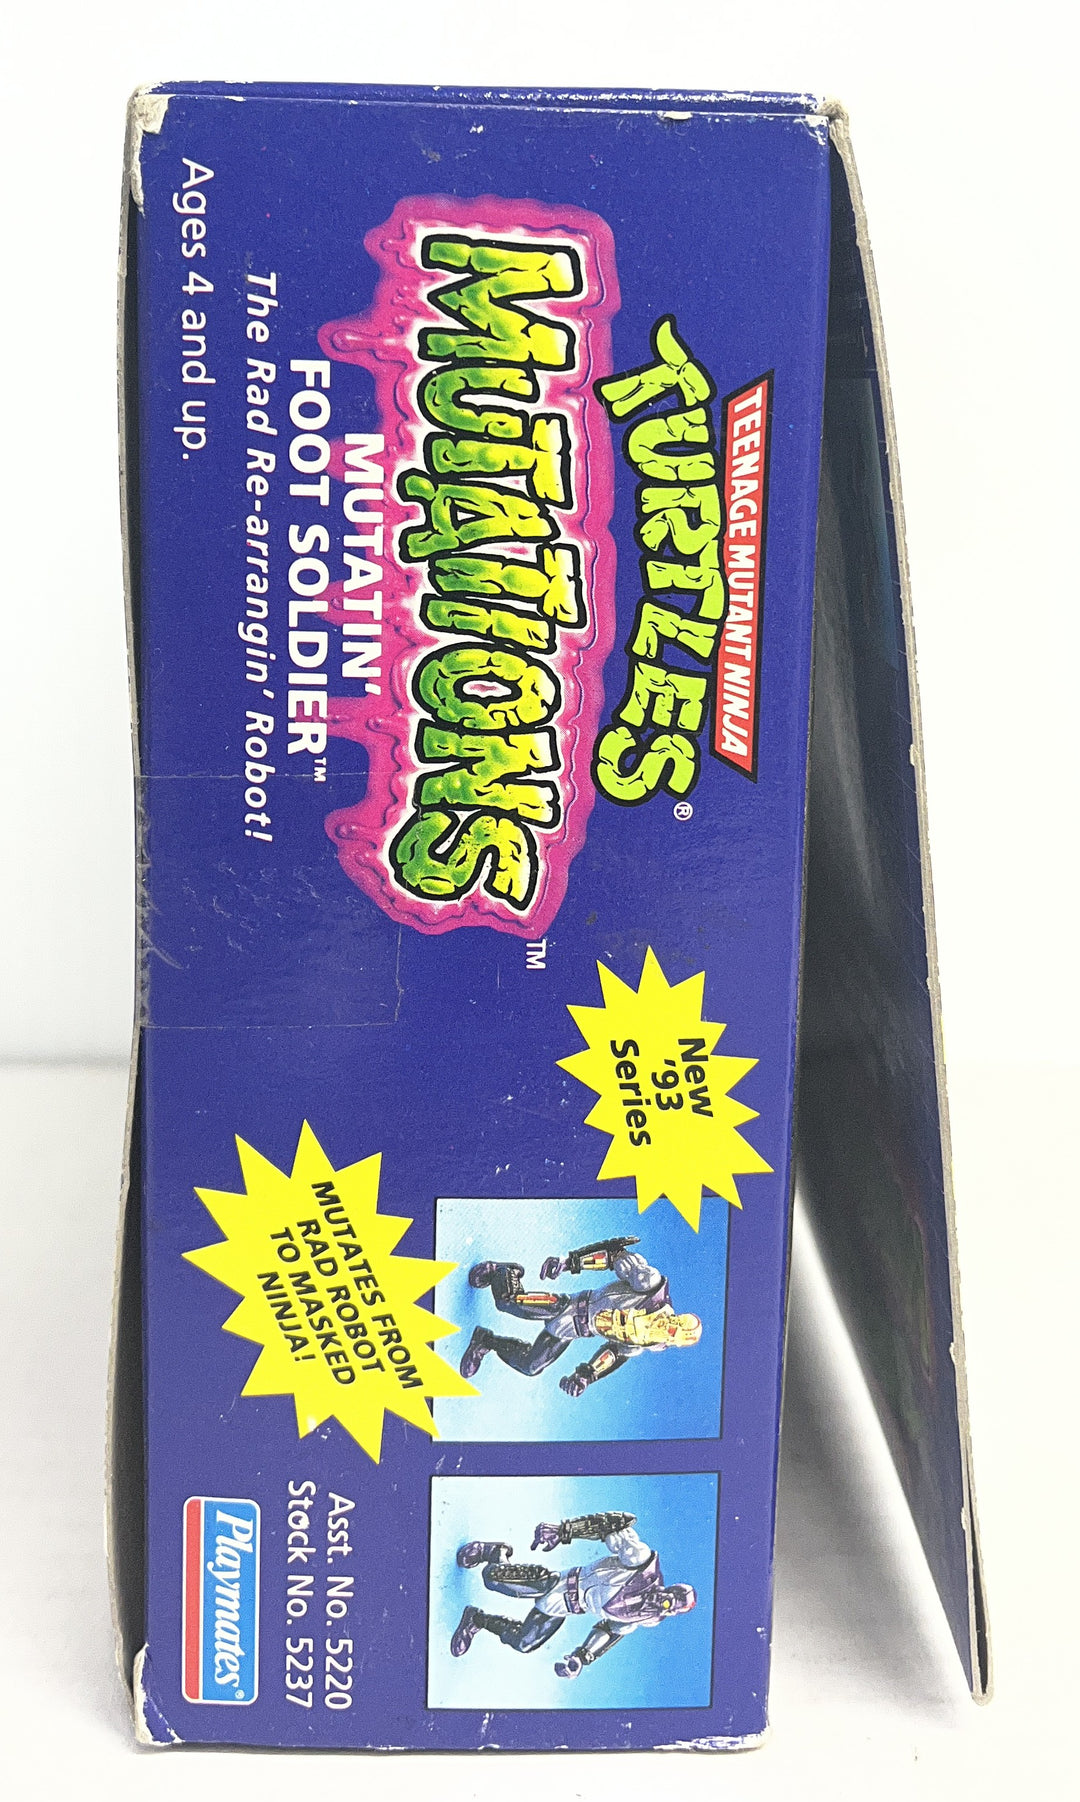 TEENAGE MUTANT NINJA
TURTLES®
MUTATIONS™
MUTATIN'
FOOT SOLDIER™
The Rad Re-arrangin' Robot!
Ages 4 and up.
New
'93
Series
MUTATES FROM
RAD ROBOT
TO MASKED
NINJA!
Asst. No. 5220
Stock No. 5237
Playmates®